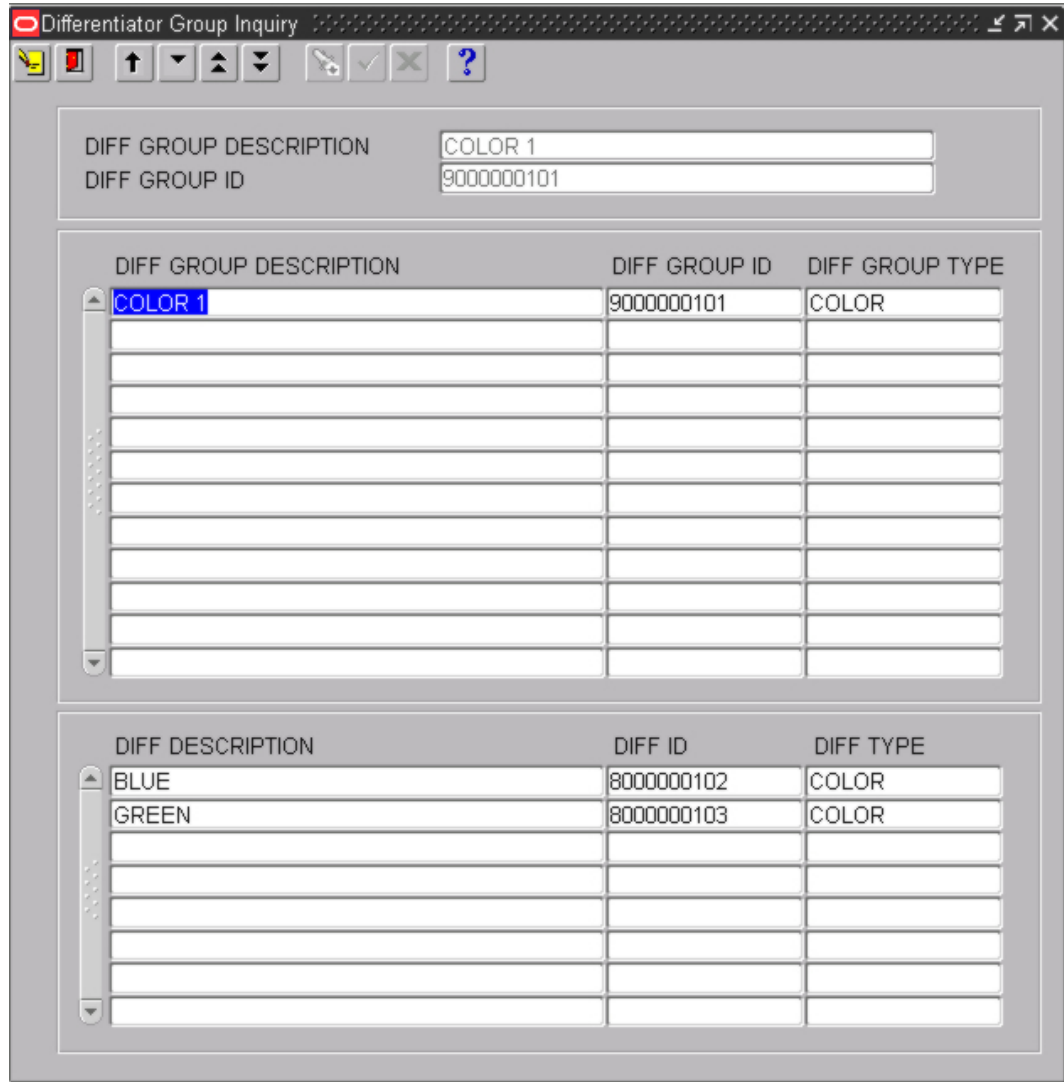 Differentiator Group Inquiry
?
DIFF GROUP DESCRIPTION COLOR 1
DIFF GROUP ID 9000000101
DIFF GROUP DESCRIPTION DIFF GROUP ID DIFF GROUP TYPE
COLOR 1 9000000101 COLOR
DIFF DESCRIPTION DIFF ID DIFF TYPE
BLUE 8000000102 COLOR
GREEN 8000000103 COLOR